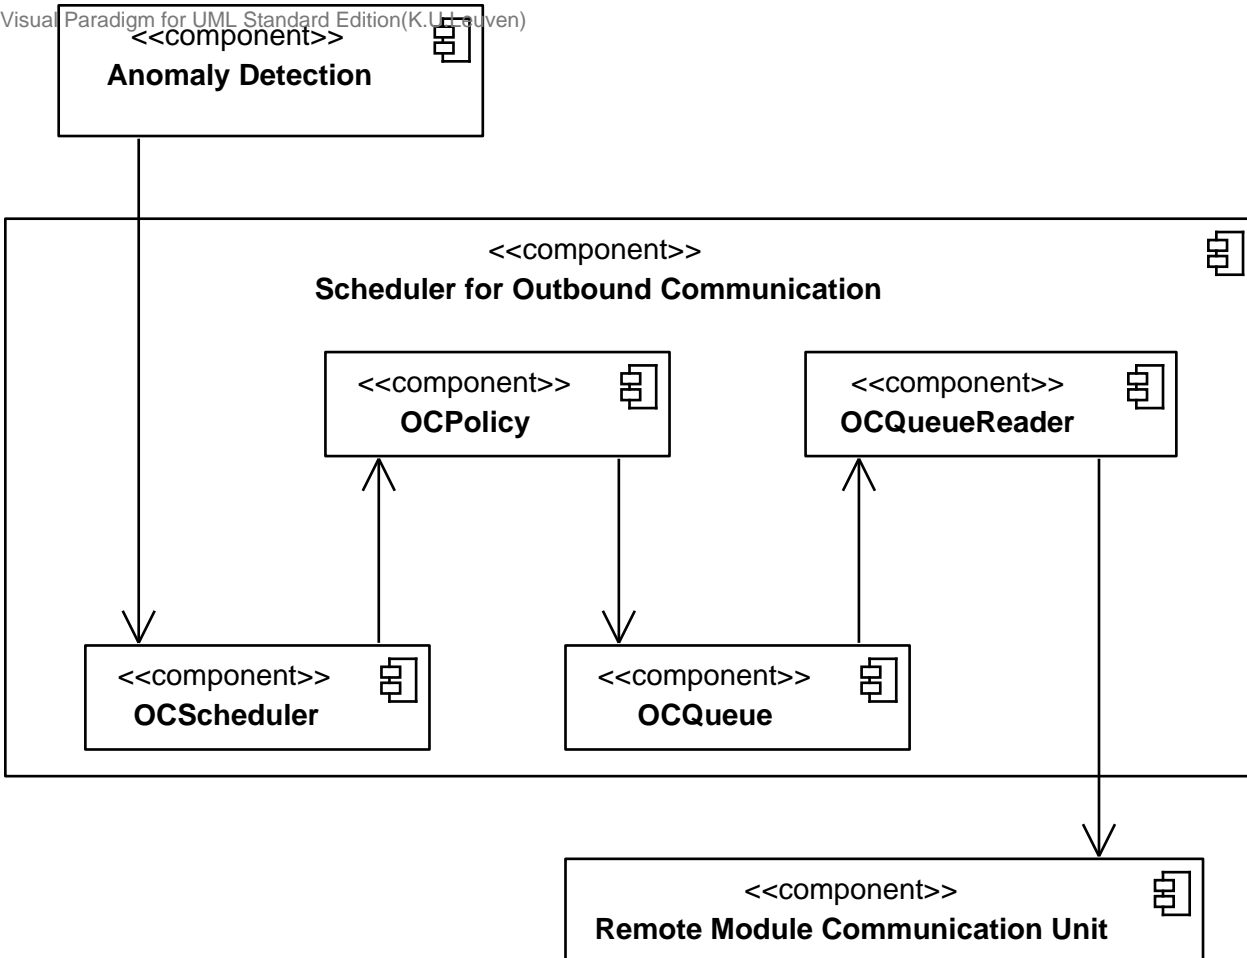 Visual Paradigm for UML Standard Edition(K.U.Leuven)
<<component>>
Anomaly Detection
<<component>>
Scheduler for Outbound Communication
<<component>>
OCPolicy
<<component>>
OCQueueReader
<<component>>
OCScheduler
<<component>>
OCQueue
<<component>>
Remote Module Communication Unit